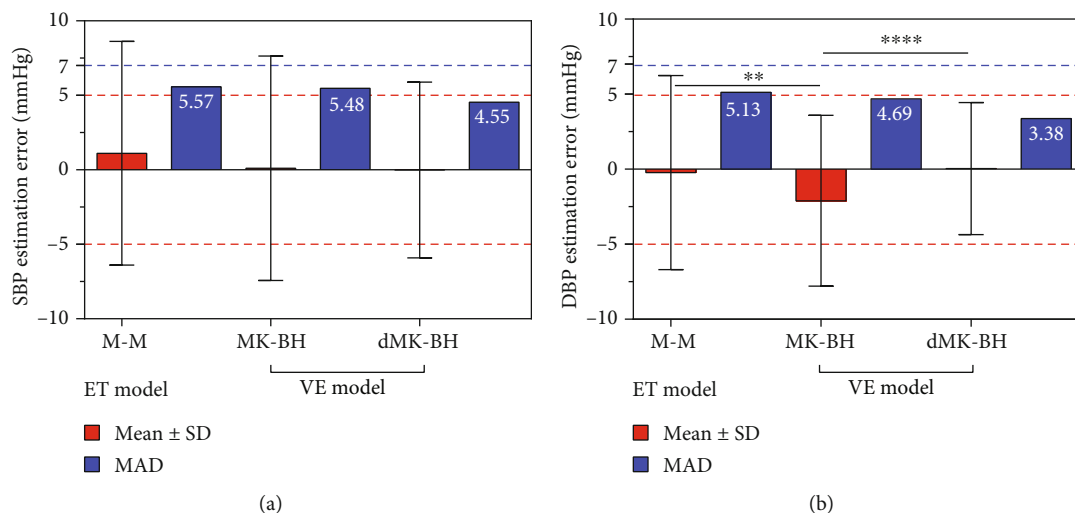 SBP estimation error (mmHg)
10
7
5
0
−5
−10
5.57
5.48
4.55
M-M
MK-BH
dMK-BH
ET model
VE model
Mean ± SD
MAD
(a)
DBP estimation error (mmHg)
10
7
5
0
−5
−10
**
****
5.13
4.69
3.38
M-M
MK-BH
dMK-BH
ET model
VE model
Mean ± SD
MAD
(b)